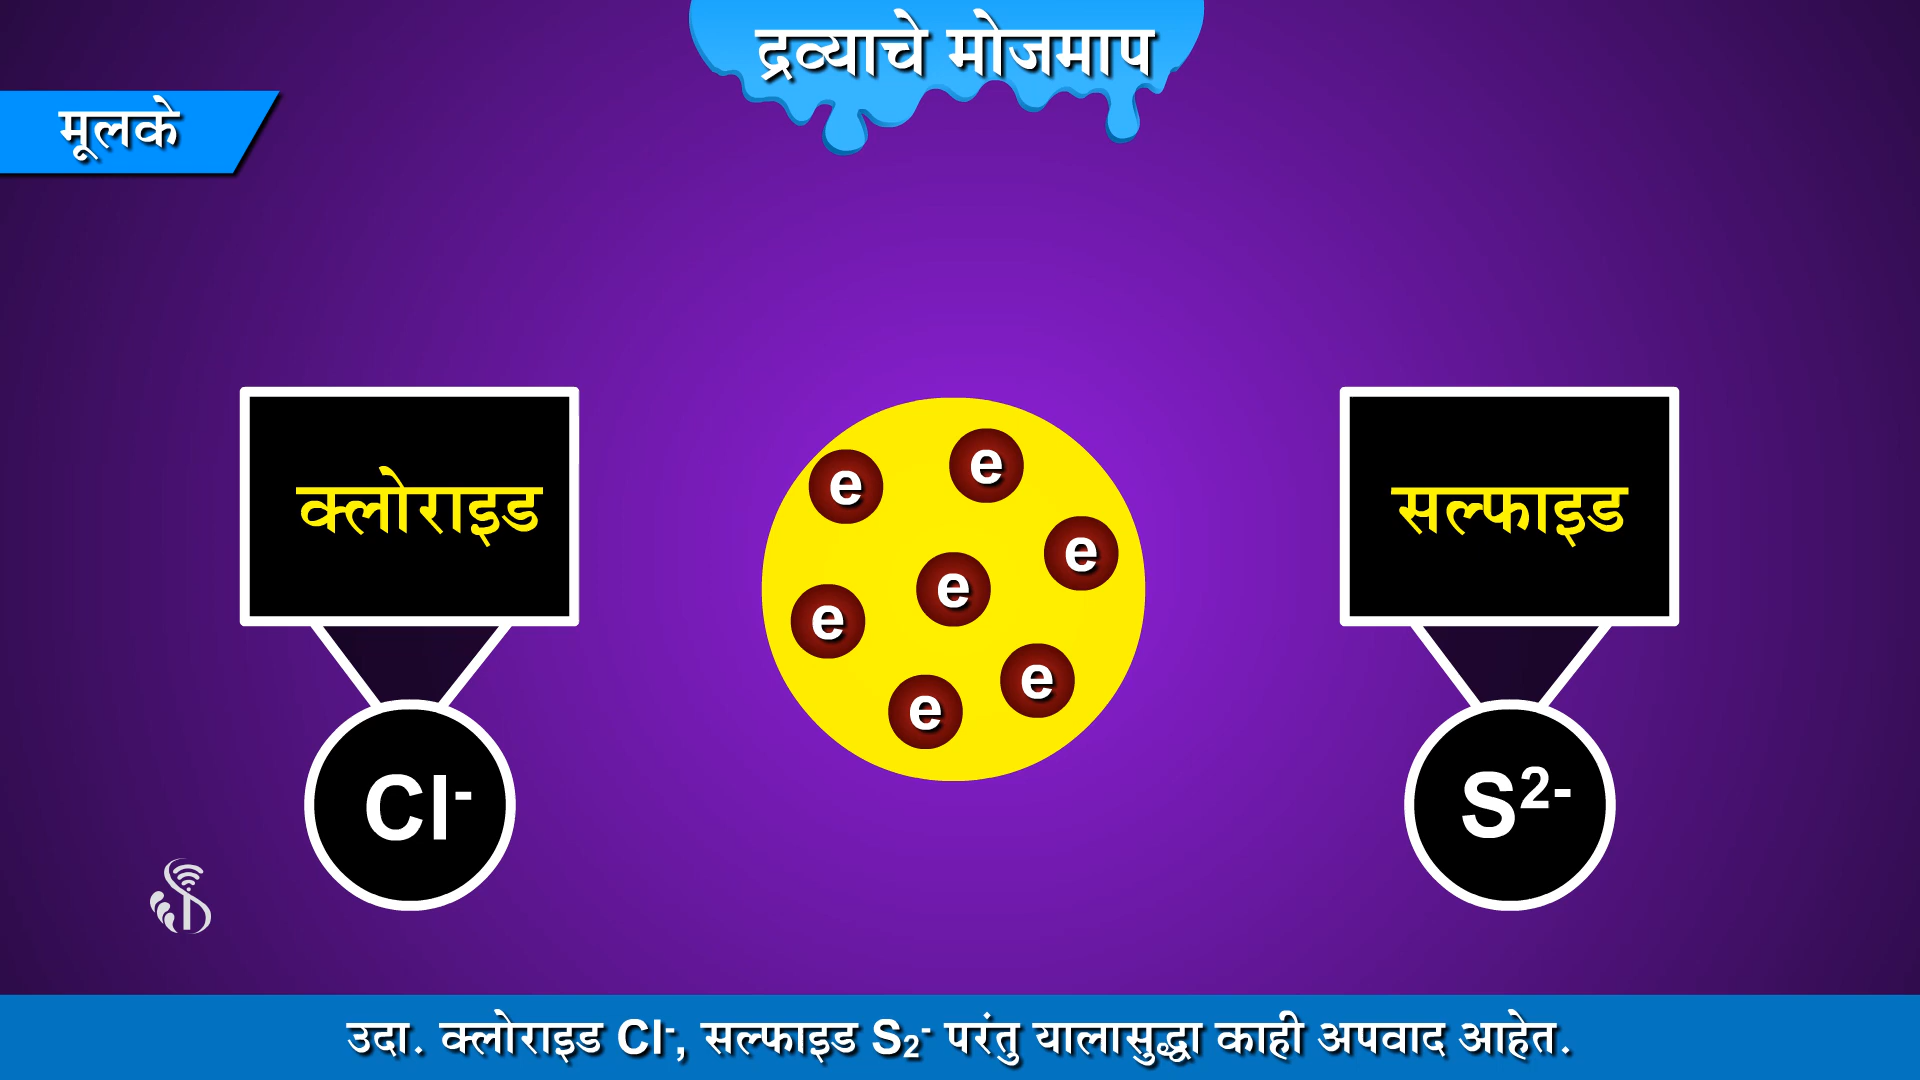 द्रव्याचे मोजमाप
मूलके
क्लोराइड
सल्फाइड
e
e
e
e
e
e
e
Cl⁻
S²⁻
उदा. क्लोराइड Cl⁻, सल्फाइड S₂⁻ परंतु यालासुद्धा काही अपवाद आहेत.